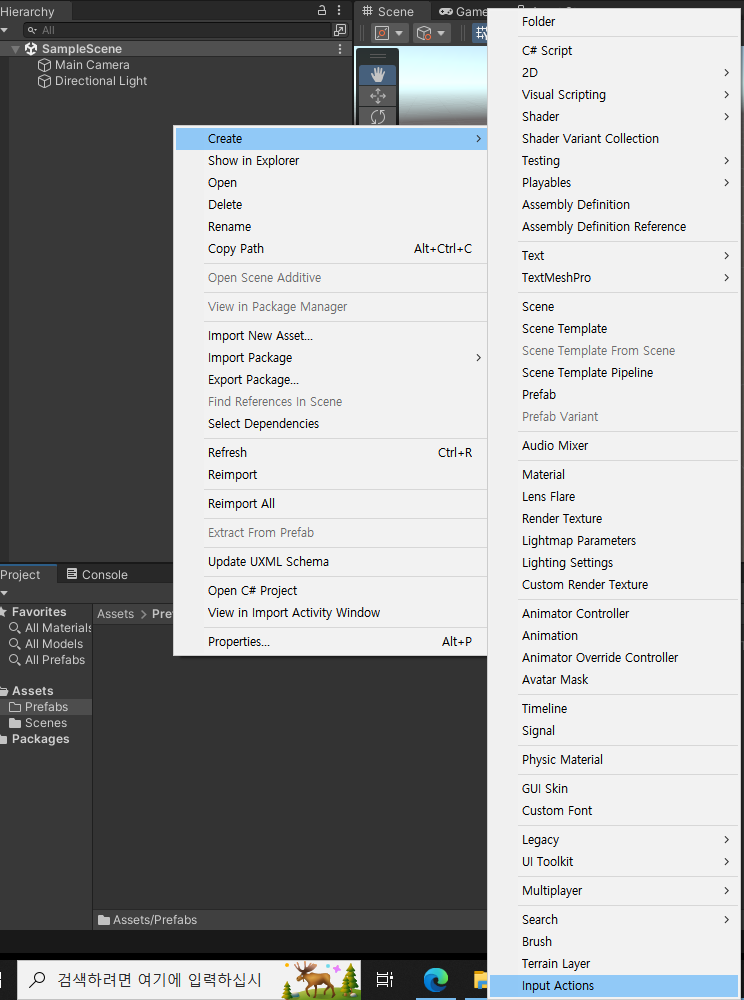 Hierarchy
All
SampleScene
Main Camera
Directional Light
Scene
Game
Create
Show in Explorer
Open
Delete
Rename
Copy Path Alt+Ctrl+C
Open Scene Additive
View in Package Manager
Import New Asset...
Import Package
Export Package...
Find References In Scene
Select Dependencies
Refresh Ctrl+R
Reimport
Reimport All
Extract From Prefab
Update UXML Schema
Open C# Project
View in Import Activity Window
Properties... Alt+P
Folder
C# Script
2D
Visual Scripting
Shader
Shader Variant Collection
Testing
Playables
Assembly Definition
Assembly Definition Reference
Text
TextMeshPro
Scene
Scene Template
Scene Template From Scene
Scene Template Pipeline
Prefab
Prefab Variant
Audio Mixer
Material
Lens Flare
Render Texture
Lightmap Parameters
Lighting Settings
Custom Render Texture
Animator Controller
Animation
Animator Override Controller
Avatar Mask
Timeline
Signal
Physic Material
GUI Skin
Custom Font
Legacy
UI Toolkit
Multiplayer
Search
Brush
Terrain Layer
Input Actions
Project
Console
Favorites
All Materials
All Models
All Prefabs
Assets
Prefabs
Scenes
Packages
Assets > Pref
Assets/Prefabs
검색하려면 여기에 입력하십시